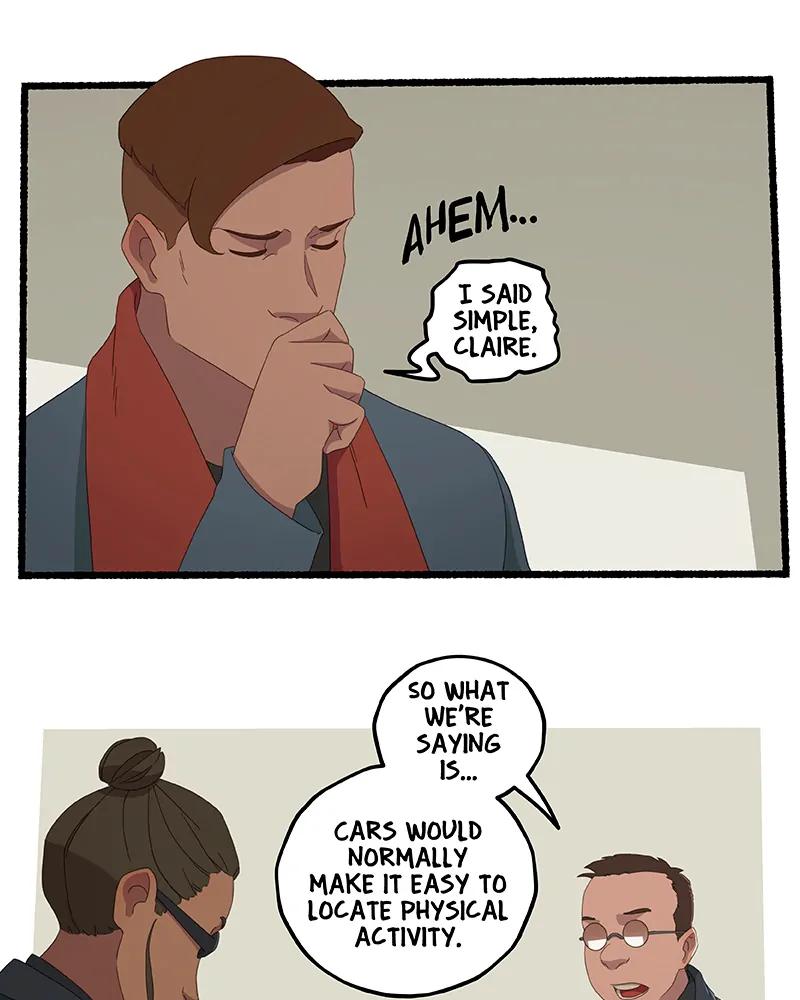 AHEM...
I SAID
SIMPLE,
CLAIRE.
SO WHAT
WE'RE
SAYING
IS...
CARS WOULD
NORMALLY
MAKE IT EASY TO
LOCATE PHYSICAL
ACTIVITY.